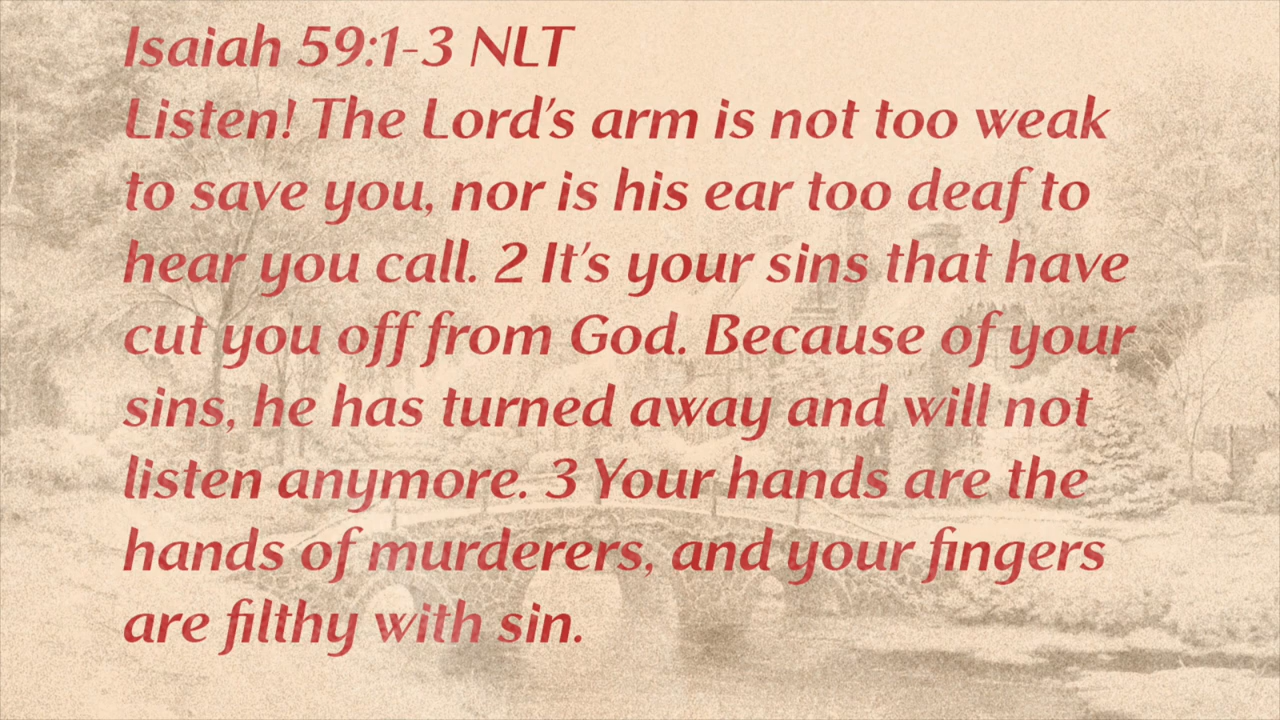 Isaiah 59:1-3 NLT
Listen! The Lord’s arm is not too weak
to save you, nor is his ear too deaf to
hear you call. 2 It’s your sins that have
cut you off from God. Because of your
sins, he has turned away and will not
listen anymore. 3 Your hands are the
hands of murderers, and your fingers
are filthy with sin.